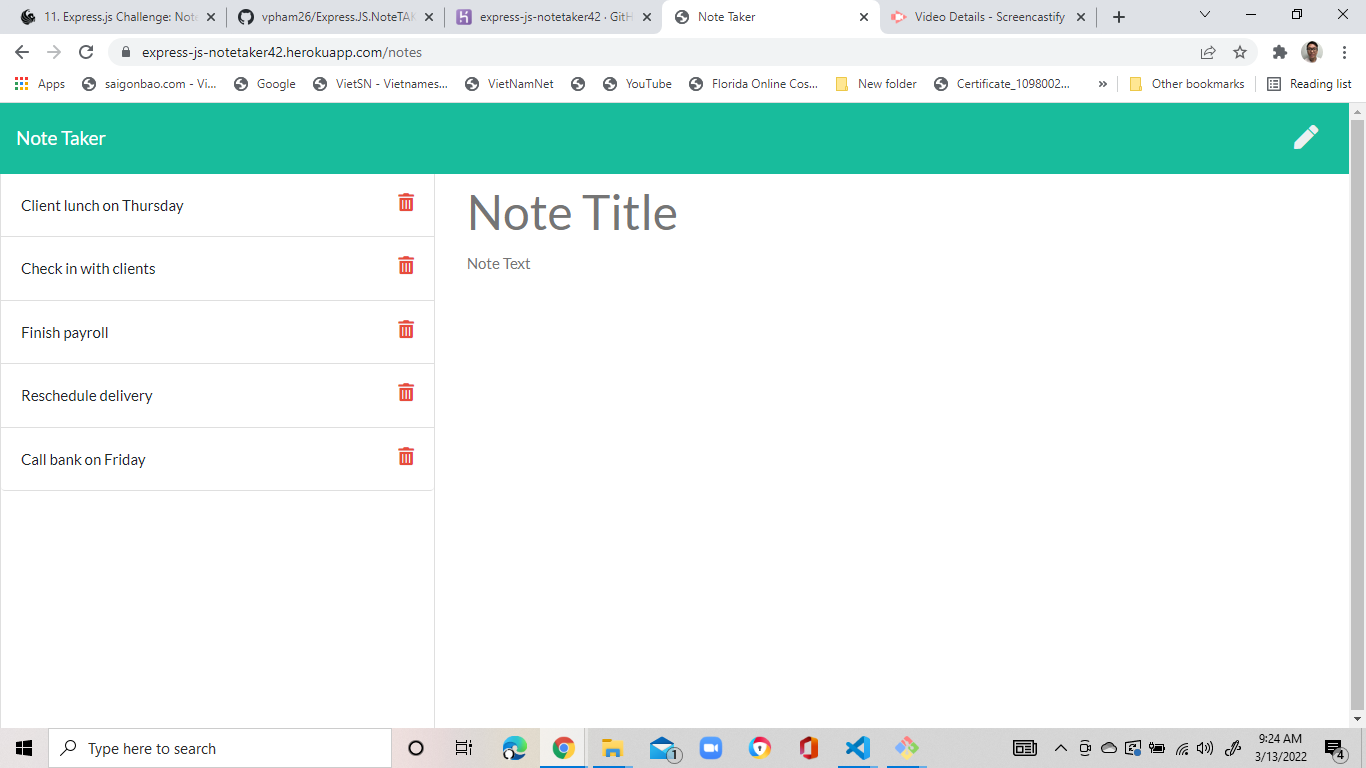 11. Express.js Challenge: Note
vpham26/Express.JS.NoteTAK
express-js-notetaker42 · GitH
Note Taker
Video Details - Screencastify
express-js-notetaker42.herokuapp.com/notes
Apps
saigonbao.com - Vi...
Google
VietSN - Vietnames...
VietNamNet
YouTube
Florida Online Cos...
New folder
Certificate_1098002...
»
Other bookmarks
Reading list
Note Taker
Client lunch on Thursday
Check in with clients
Finish payroll
Reschedule delivery
Call bank on Friday
Note Title
Note Text
Type here to search
1
9:24 AM
3/13/2022
4